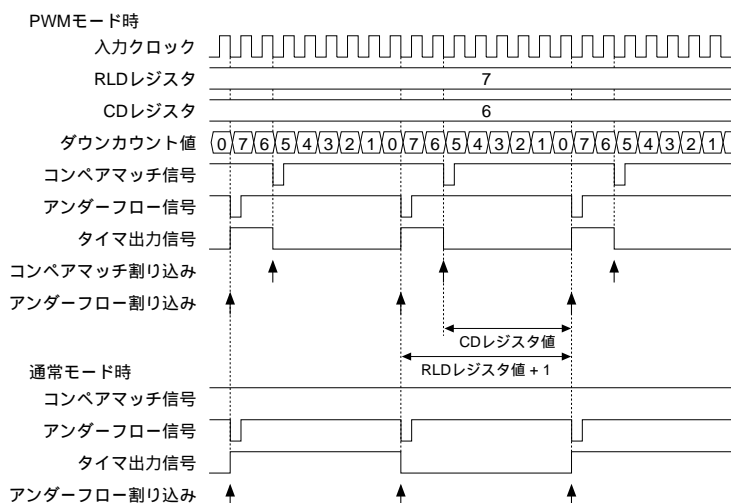 PWMモード時
入力クロック
RLDレジスタ 7
CDレジスタ 6
ダウンカウント値 0 7 6 5 4 3 2 1 0 7 6 5 4 3 2 1 0 7 6 5 4 3 2 1
コンペアマッチ信号
アンダーフロー信号
タイマ出力信号
コンペアマッチ割り込み
アンダーフロー割り込み
CDレジスタ値
RLDレジスタ値 + 1
通常モード時
コンペアマッチ信号
アンダーフロー信号
タイマ出力信号
アンダーフロー割り込み